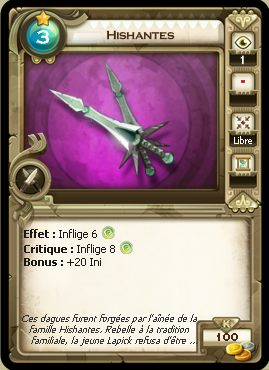 Hishantes
3
1
Libre
Effet : Inflige 6
Critique : Inflige 8
Bonus : +20 Ini
Ces dagues furent forgées par l'aînée de la
famille Hishantes. Rebelle à la tradition
familiale, la jeune Lapick refusa d'être ...
K
100